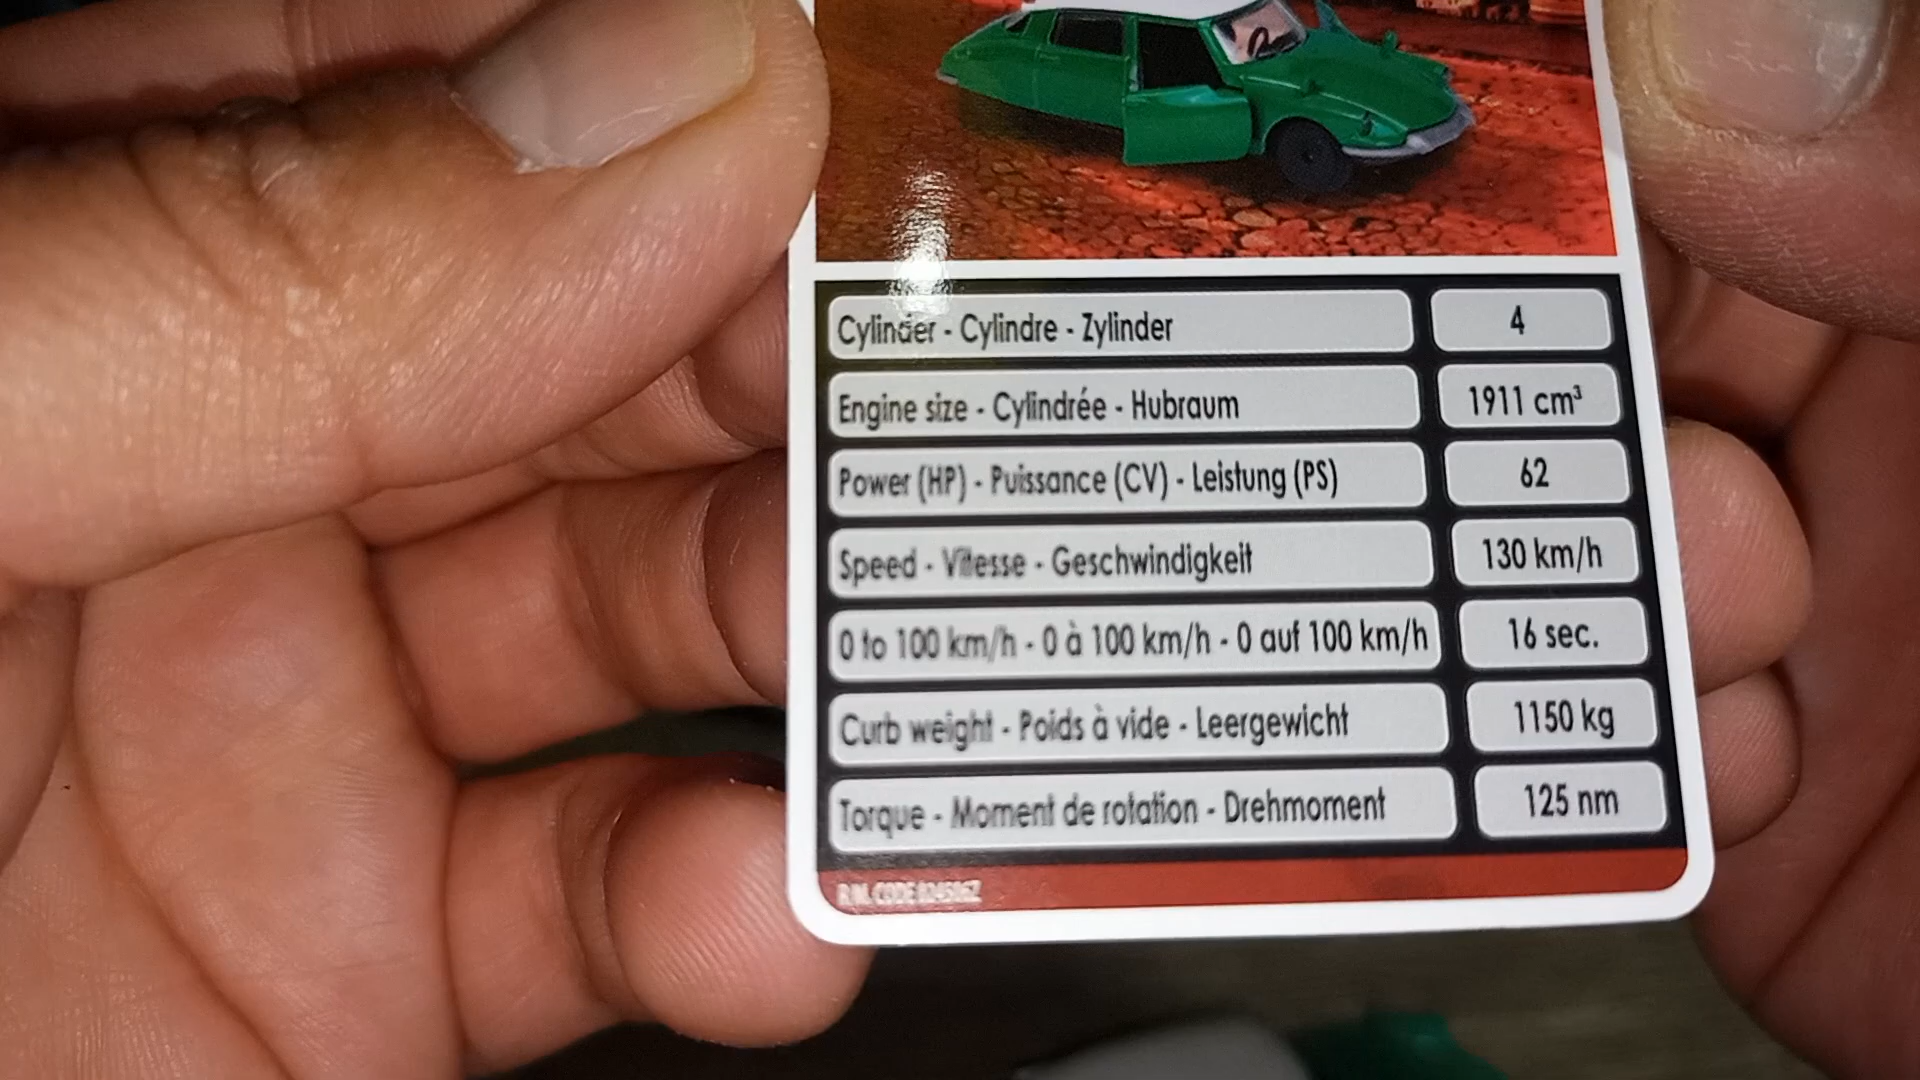 Cylinder - Cylindre - Zylinder 4
Engine size - Cylindrée - Hubraum 1911 cm³
Power (HP) - Puissance (CV) - Leistung (PS) 62
Speed - Vitesse - Geschwindigkeit 130 km/h
0 to 100 km/h - 0 à 100 km/h - 0 auf 100 km/h 16 sec.
Curb weight - Poids à vide - Leergewicht 1150 kg
Torque - Moment de rotation - Drehmoment 125 nm
R.M. CODE